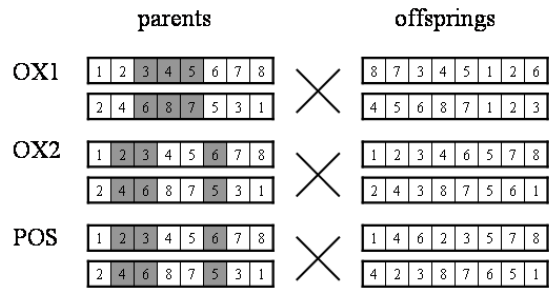 parents offsprings
OX1 1 2 3 4 5 6 7 8 8 7 3 4 5 1 2 6
2 4 6 8 7 5 3 1 4 5 6 8 7 1 2 3
OX2 1 2 3 4 5 6 7 8 1 2 3 4 6 5 7 8
2 4 6 8 7 5 3 1 2 4 3 8 7 5 6 1
POS 1 2 3 4 5 6 7 8 1 4 6 2 3 5 7 8
2 4 6 8 7 5 3 1 4 2 3 8 7 6 5 1